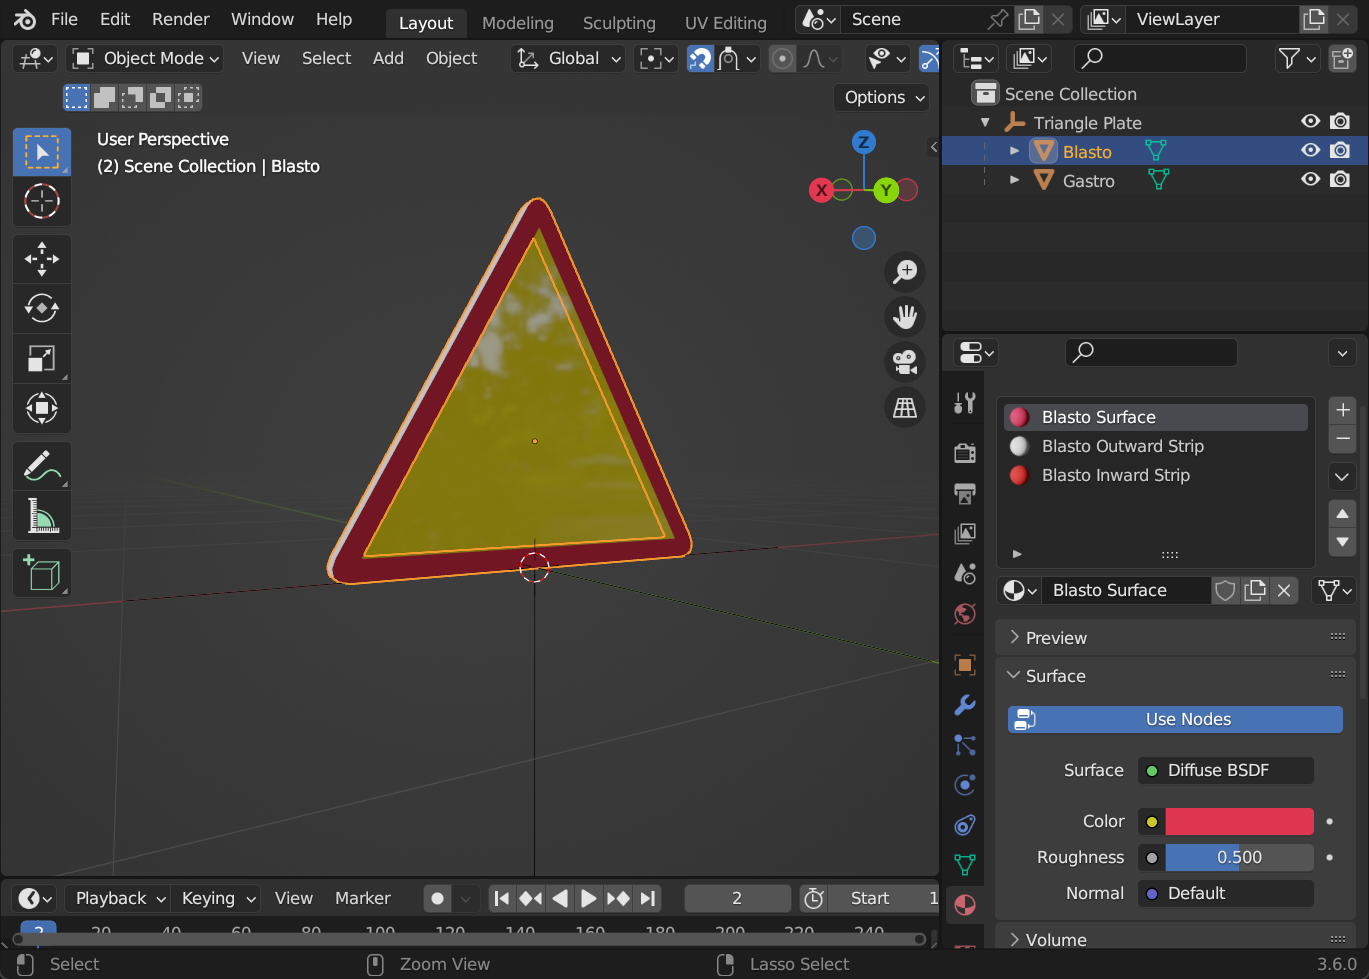 File Edit Render Window Help Layout Modeling Sculpting UV Editing Scene ViewLayer
Object Mode View Select Add Object Global
Options
User Perspective
(2) Scene Collection | Blasto
Z
X Y
Scene Collection
Triangle Plate
Blasto
Gastro
Blasto Surface
Blasto Outward Strip
Blasto Inward Strip
Blasto Surface
Preview
Surface
Use Nodes
Surface Diffuse BSDF
Color
Roughness 0.500
Normal Default
Volume
Playback Keying View Marker 2 Start 1
2 20 40 60 80 100 120 140 160 180 200 220 240
Select Zoom View Lasso Select 3.6.0